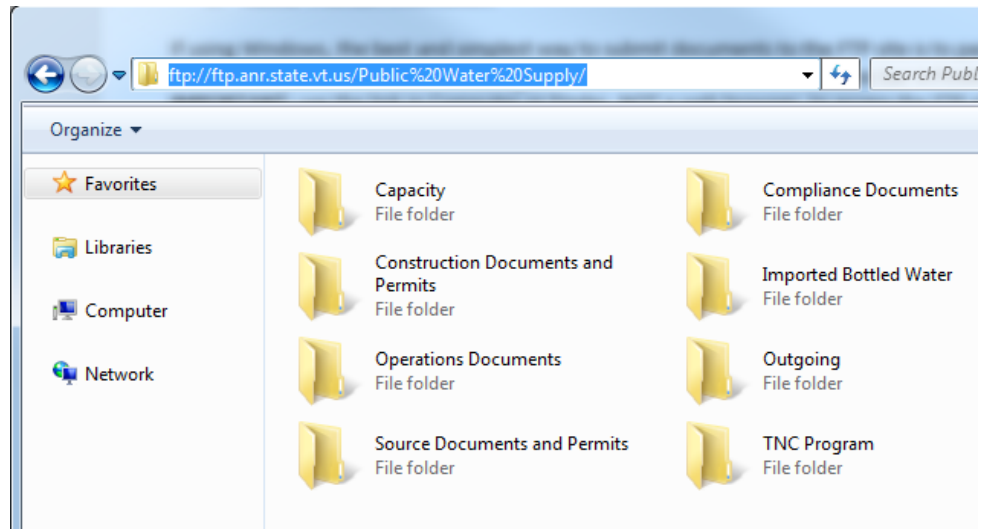 ftp://ftp.anr.state.vt.us/Public%20Water%20Supply/
Search Publ
Organize
Favorites
Libraries
Computer
Network
Capacity
File folder
Compliance Documents
File folder
Construction Documents and
Permits
File folder
Imported Bottled Water
File folder
Operations Documents
File folder
Outgoing
File folder
Source Documents and Permits
File folder
TNC Program
File folder